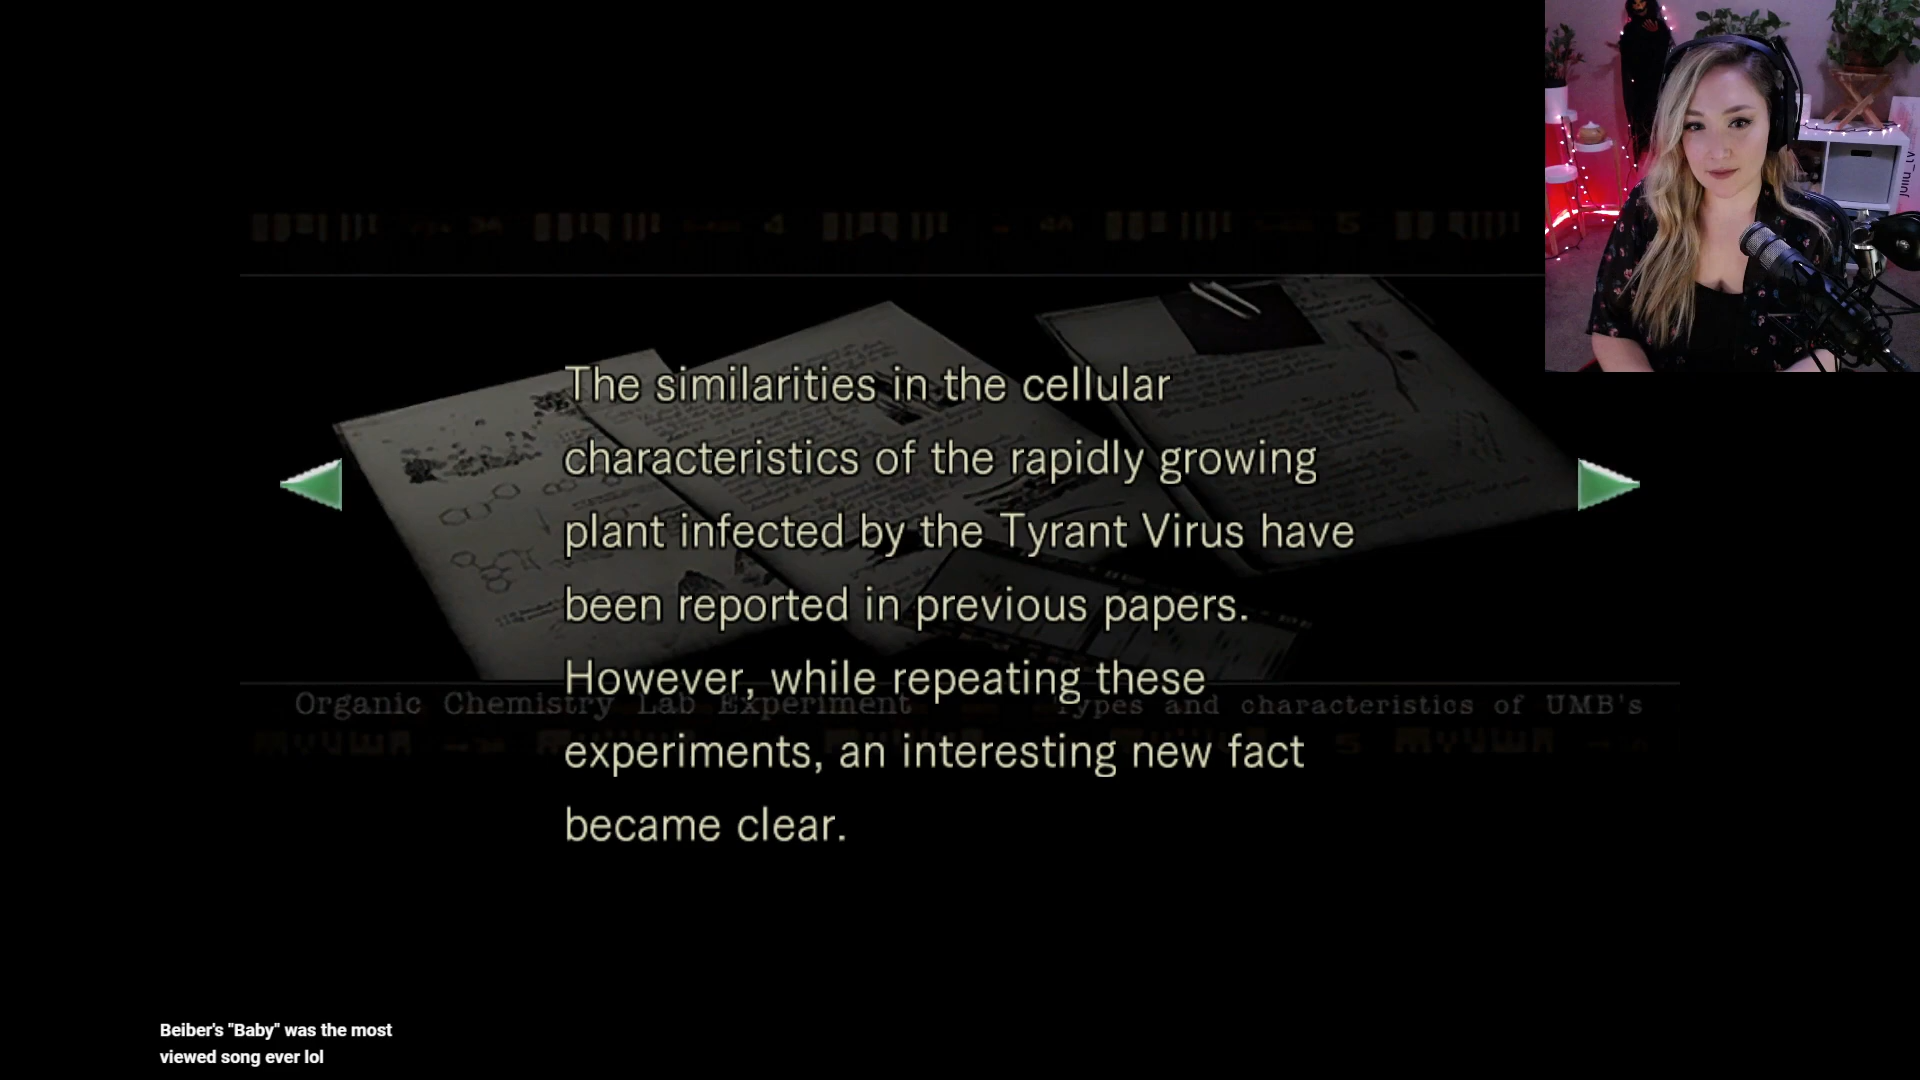 The similarities in the cellular
characteristics of the rapidly growing
plant infected by the Tyrant Virus have
been reported in previous papers.
However, while repeating these
experiments, an interesting new fact
became clear.
Organic Chemistry Lab Experiment
Types and characteristics of UMB's
Beiber's "Baby" was the most
viewed song ever lol